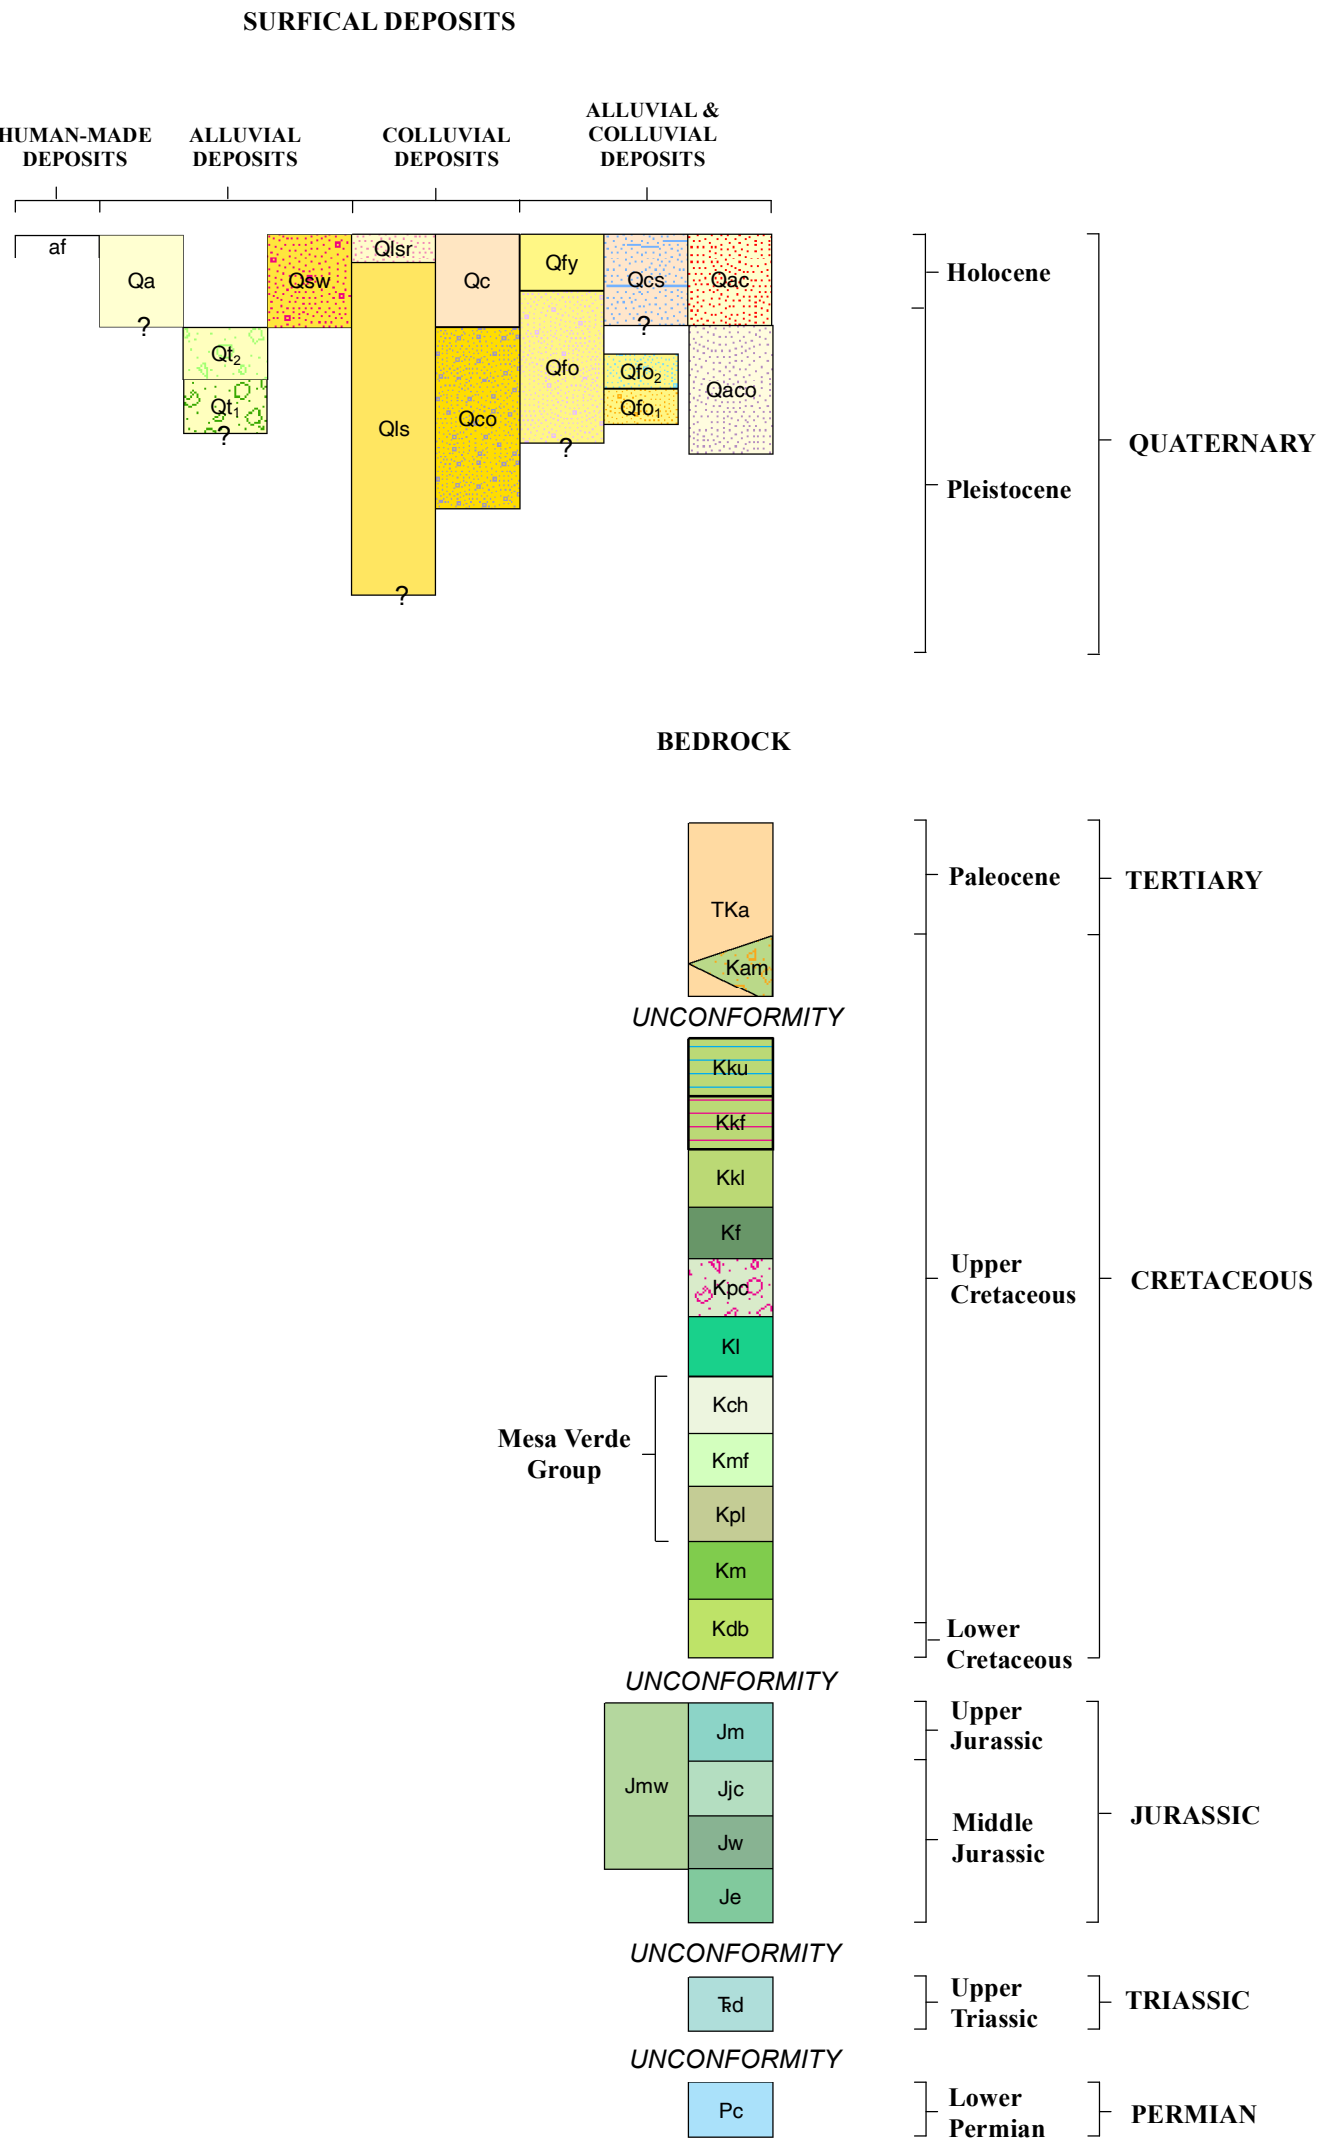 SURFICAL DEPOSITS
HUMAN-MADE
DEPOSITS
ALLUVIAL
DEPOSITS
COLLUVIAL
DEPOSITS
ALLUVIAL &
COLLUVIAL
DEPOSITS
af
Qa
?
Qt2
Qt1
?
Qsw
Qlsr
Qls
?
Qc
Qco
Qfy
Qfo
?
Qcs
?
Qfo2
Qfo1
Qac
Qaco
Holocene
Pleistocene
QUATERNARY
BEDROCK
TKa
Kam
Paleocene
TERTIARY
UNCONFORMITY
Kku
Kkf
Kkl
Kf
Kpc
Kl
Kch
Kmf
Kpl
Km
Kdb
Mesa Verde
Group
Upper
Cretaceous
CRETACEOUS
Lower
Cretaceous
UNCONFORMITY
Jmw
Jm
Jjc
Jw
Je
Upper
Jurassic
Middle
Jurassic
JURASSIC
UNCONFORMITY
Ꞧd
Upper
Triassic
TRIASSIC
UNCONFORMITY
Pc
Lower
Permian
PERMIAN